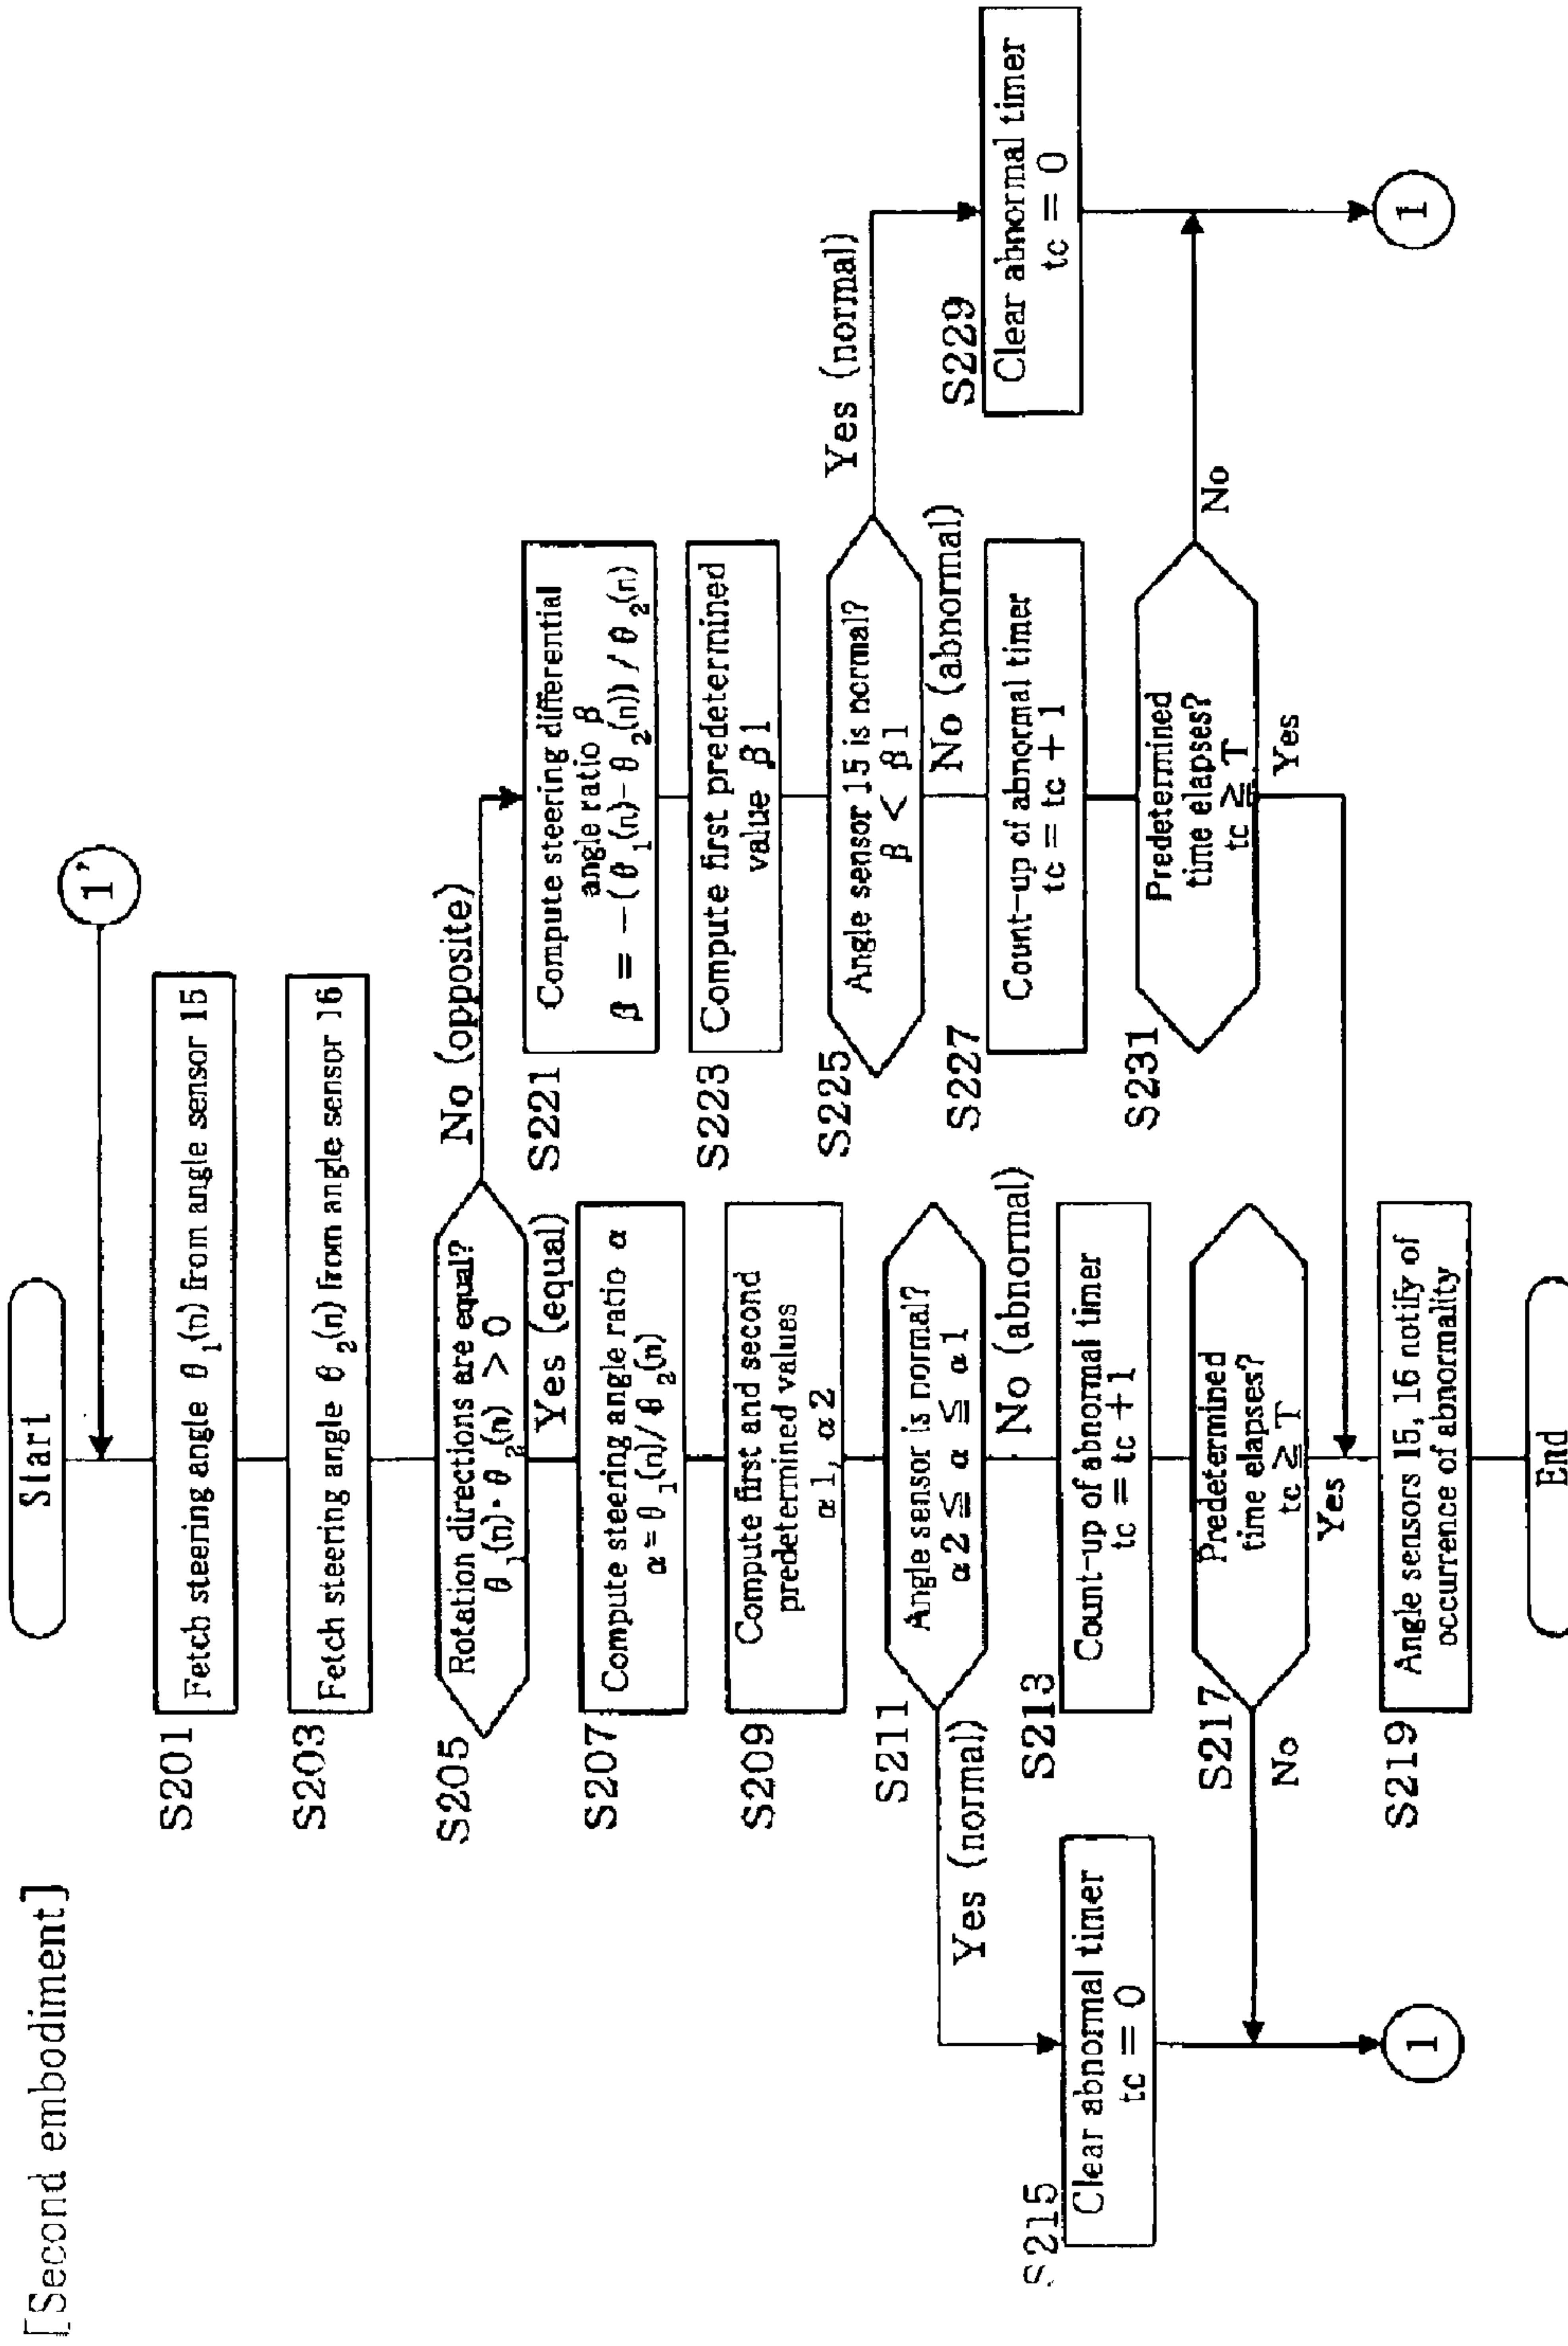 [Second embodiment]
Start
1'
S201
Fetch steering angle θ₁(n) from angle sensor 15
S203
Fetch steering angle θ₂(n) from angle sensor 16
S205
Rotation directions are equal?
θ₁(n)·θ₂(n) > 0
No (opposite)
Yes (equal)
S207
Compute steering angle ratio α
α = θ₁(n)/θ₂(n)
S209
Compute first and second
predetermined values
α1, α2
S211
Angle sensor is normal?
α2 ≦ α ≦ α1
Yes (normal)
No (abnormal)
S213
Count-up of abnormal timer
tc = tc +1
S215
Clear abnormal timer
tc = 0
S217
Predetermined
time elapses?
tc ≧ T
No
Yes
1
S219
Angle sensors 15, 16 notify of
occurrence of abnormality
End
S221
Compute steering differential
angle ratio β
β = −(θ₁(n)-θ₂(n))/θ₂(n)
S223
Compute first predetermined
value β1
S225
Angle sensor 15 is normal?
β < β1
Yes (normal)
No (abnormal)
S227
Count-up of abnormal timer
tc = tc + 1
S229
Clear abnormal timer
tc = 0
S231
Predetermined
time elapses?
tc ≧ T
No
Yes
1